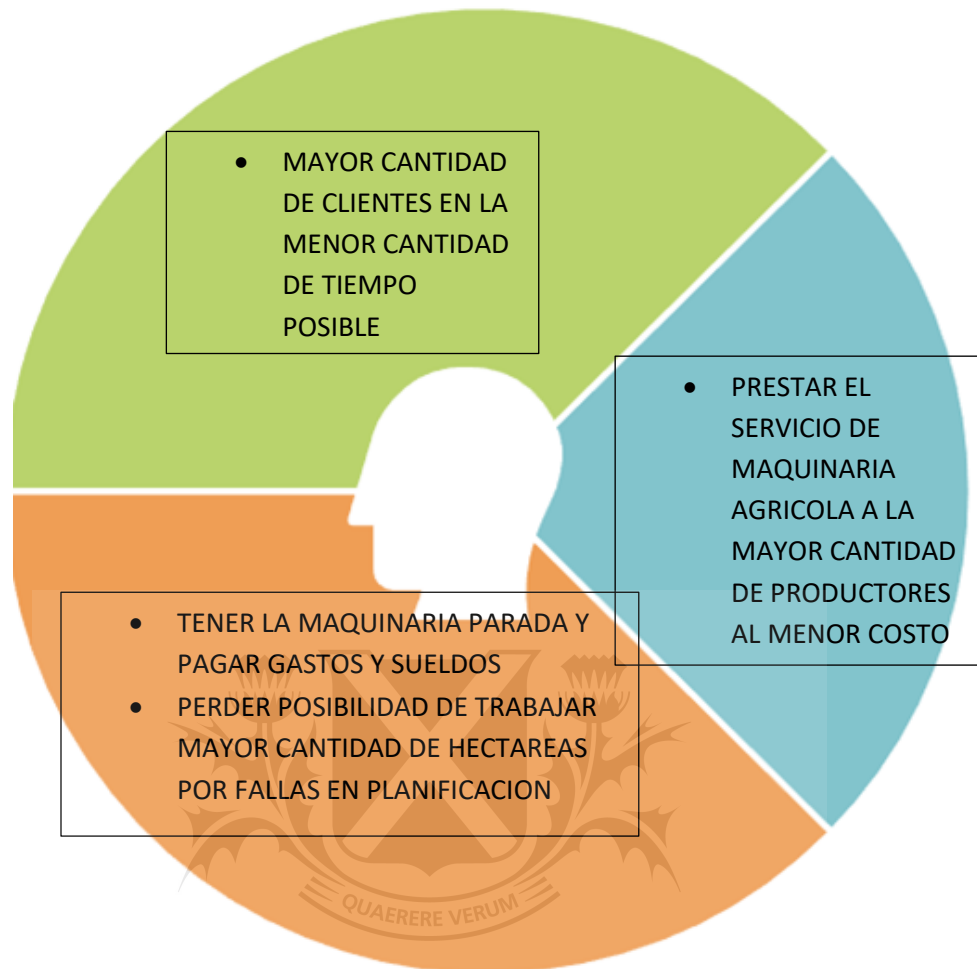 • MAYOR CANTIDAD
DE CLIENTES EN LA
MENOR CANTIDAD
DE TIEMPO
POSIBLE
• PRESTAR EL
SERVICIO DE
MAQUINARIA
AGRICOLA A LA
MAYOR CANTIDAD
DE PRODUCTORES
AL MENOR COSTO
• TENER LA MAQUINARIA PARADA Y
PAGAR GASTOS Y SUELDOS
• PERDER POSIBILIDAD DE TRABAJAR
MAYOR CANTIDAD DE HECTAREAS
POR FALLAS EN PLANIFICACION
QUAERERE VERUM